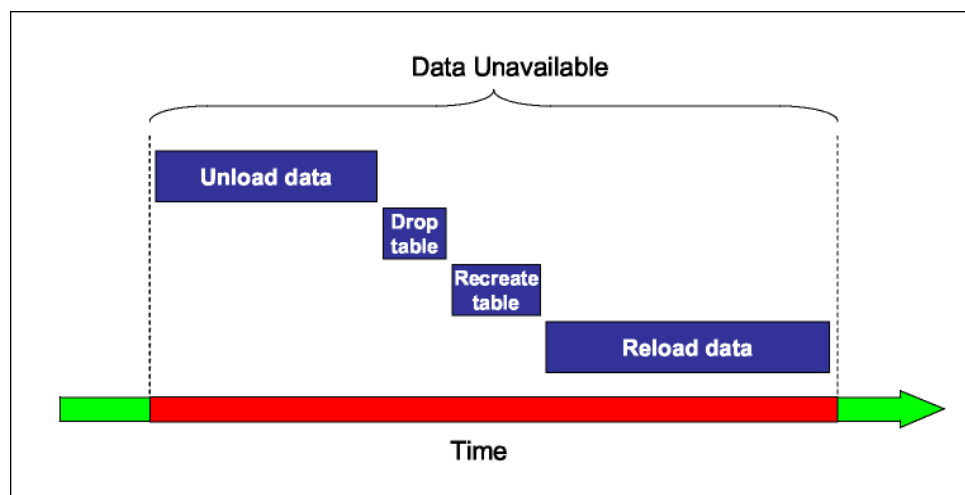 Data Unavailable
Unload data
Drop
table
Recreate
table
Reload data
Time